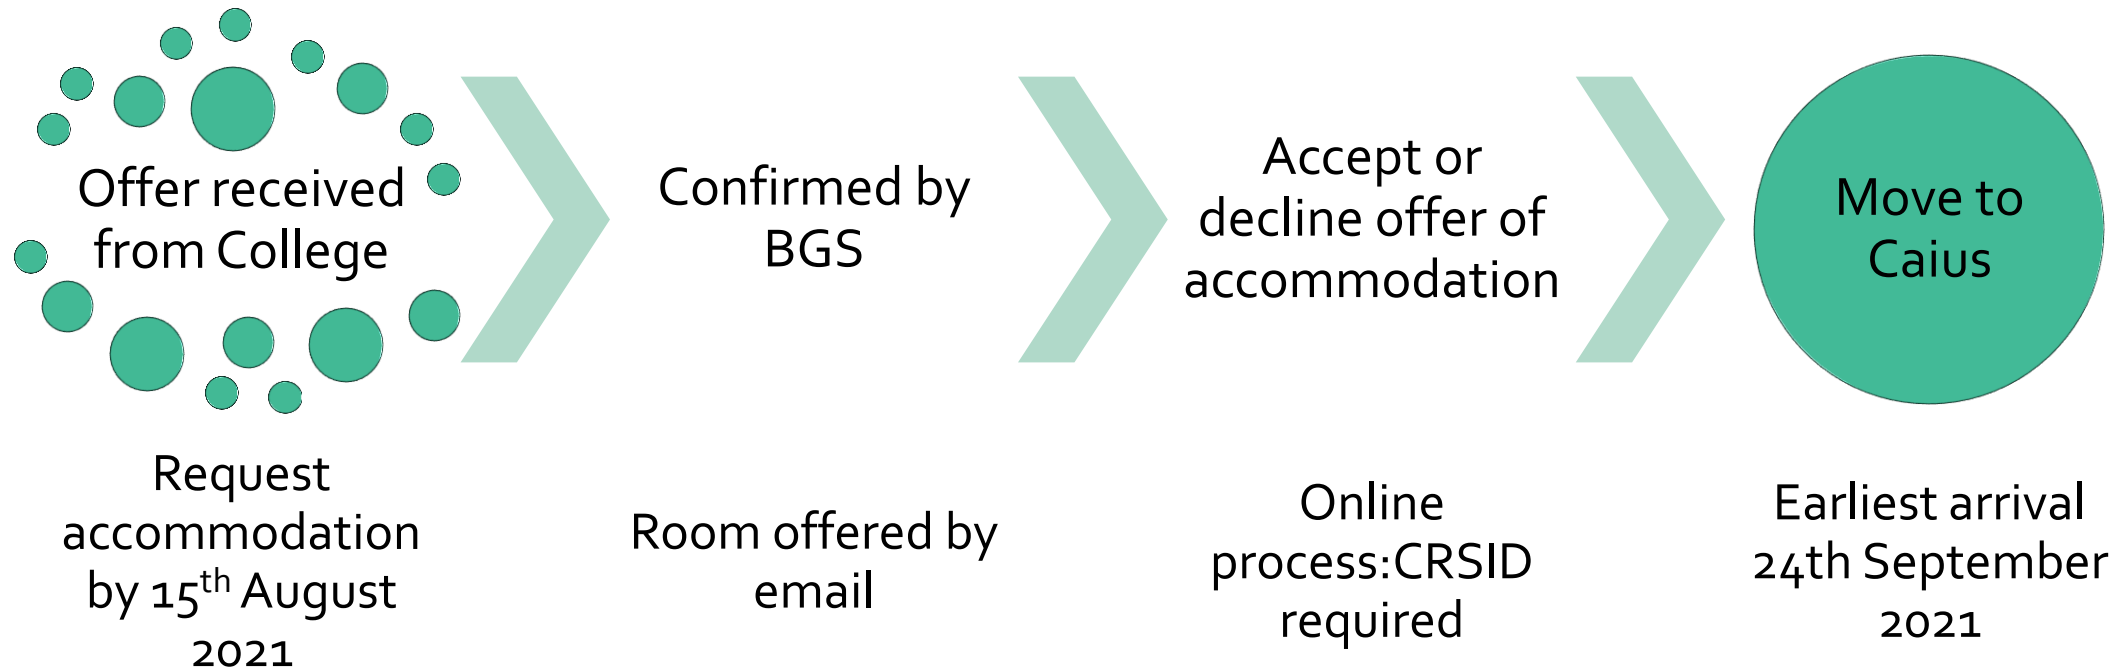 Offer received
from College
Confirmed by
BGS
Accept or
decline offer of
accommodation
Move to
Caius
Request
accommodation
by 15th August
2021
Room offered by
email
Online
process:CRSID
required
Earliest arrival
24th September
2021